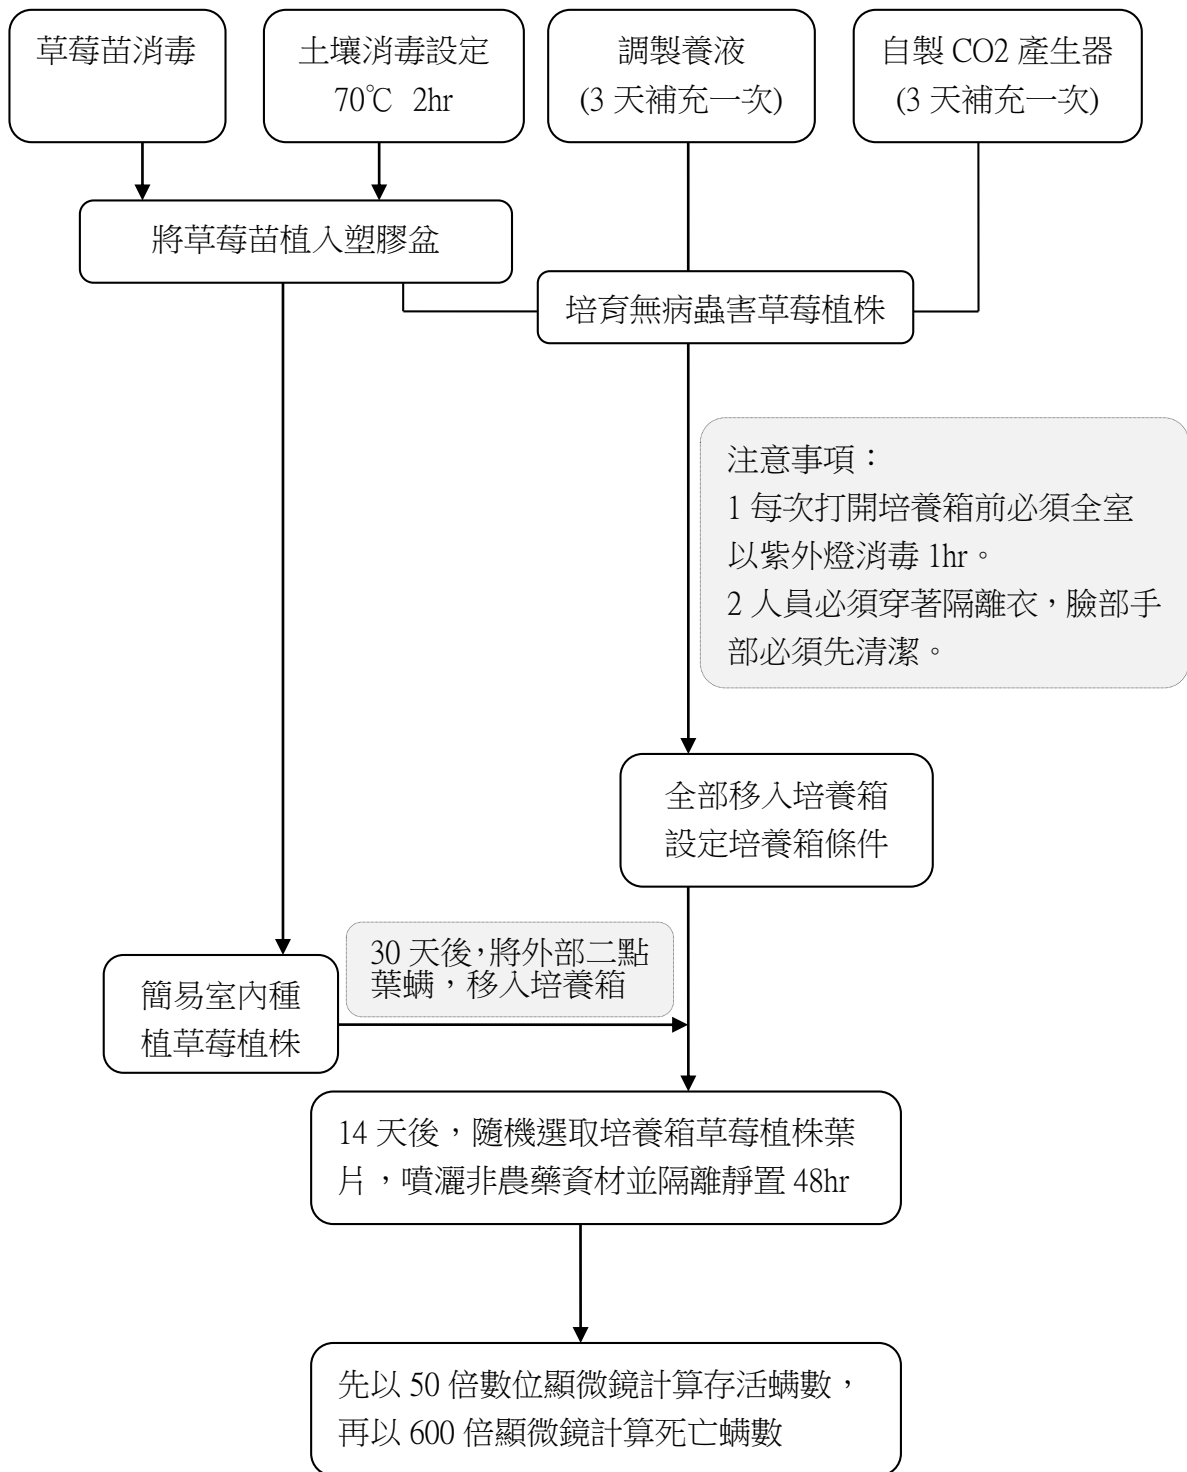 草莓苗消毒
土壤消毒設定
70℃ 2hr
調製養液
(3 天補充一次)
自製 CO2 產生器
(3 天補充一次)
將草莓苗植入塑膠盆
培育無病蟲害草莓植株
注意事項：
1 每次打開培養箱前必須全室
以紫外燈消毒 1hr。
2 人員必須穿著隔離衣，臉部手
部必須先清潔。
全部移入培養箱
設定培養箱條件
30 天後，將外部二點
葉蟎，移入培養箱
簡易室內種
植草莓植株
14 天後，隨機選取培養箱草莓植株葉
片，噴灑非農藥資材並隔離靜置 48hr
先以 50 倍數位顯微鏡計算存活蟎數，
再以 600 倍顯微鏡計算死亡蟎數